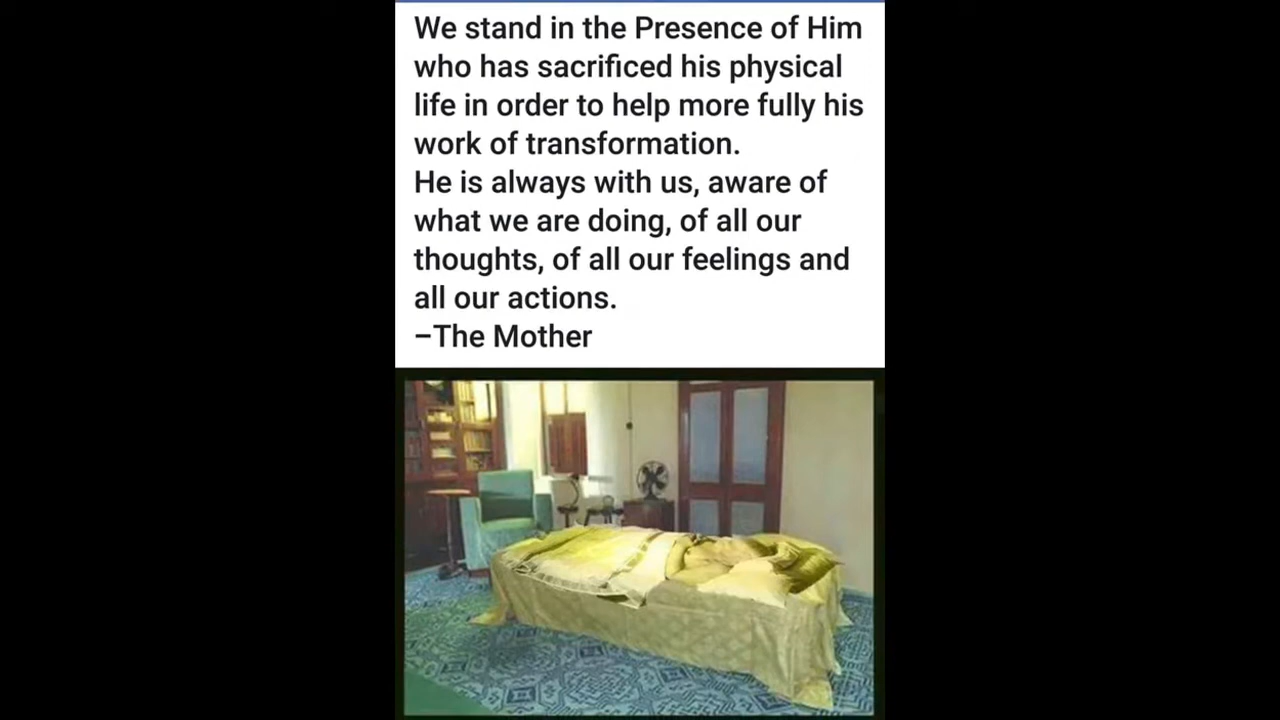 We stand in the Presence of Him
who has sacrificed his physical
life in order to help more fully his
work of transformation.
He is always with us, aware of
what we are doing, of all our
thoughts, of all our feelings and
all our actions.
–The Mother